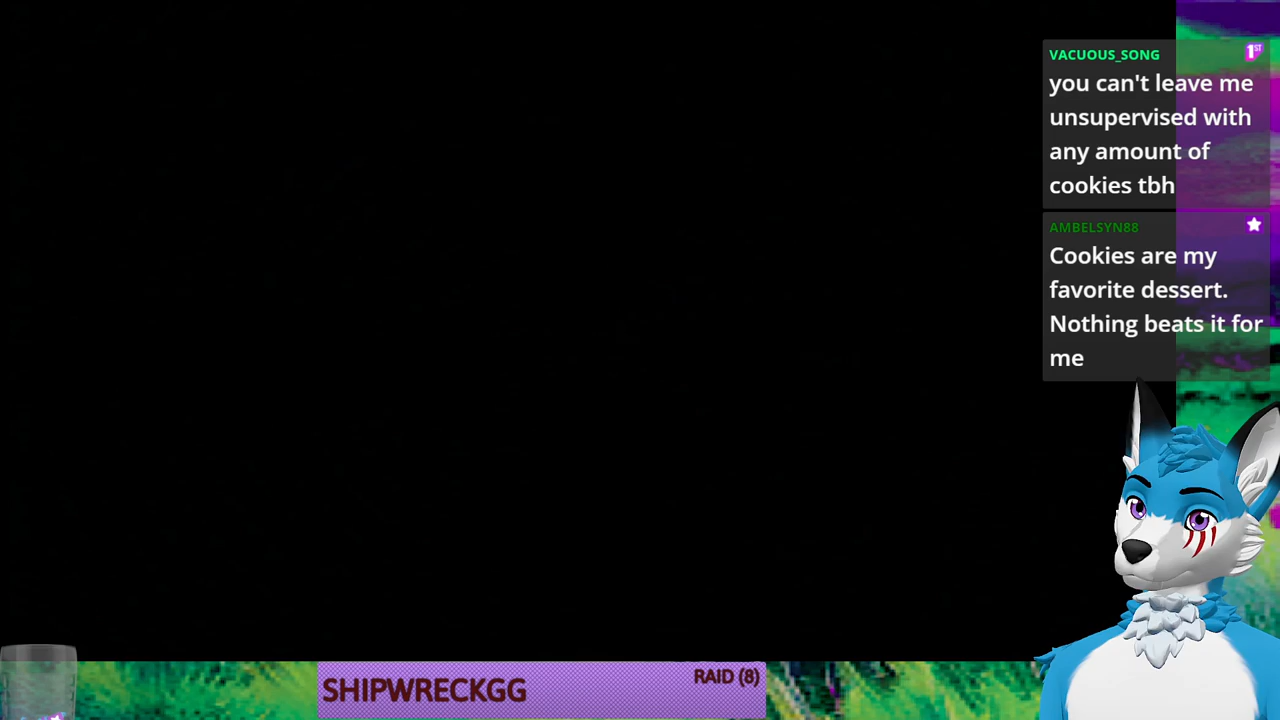 VACUOUS_SONG
1ST
you can't leave me
unsupervised with
any amount of
cookies tbh
AMBELSYN88
Cookies are my
favorite dessert.
Nothing beats it for
me
SHIPWRECKGG
RAID (8)